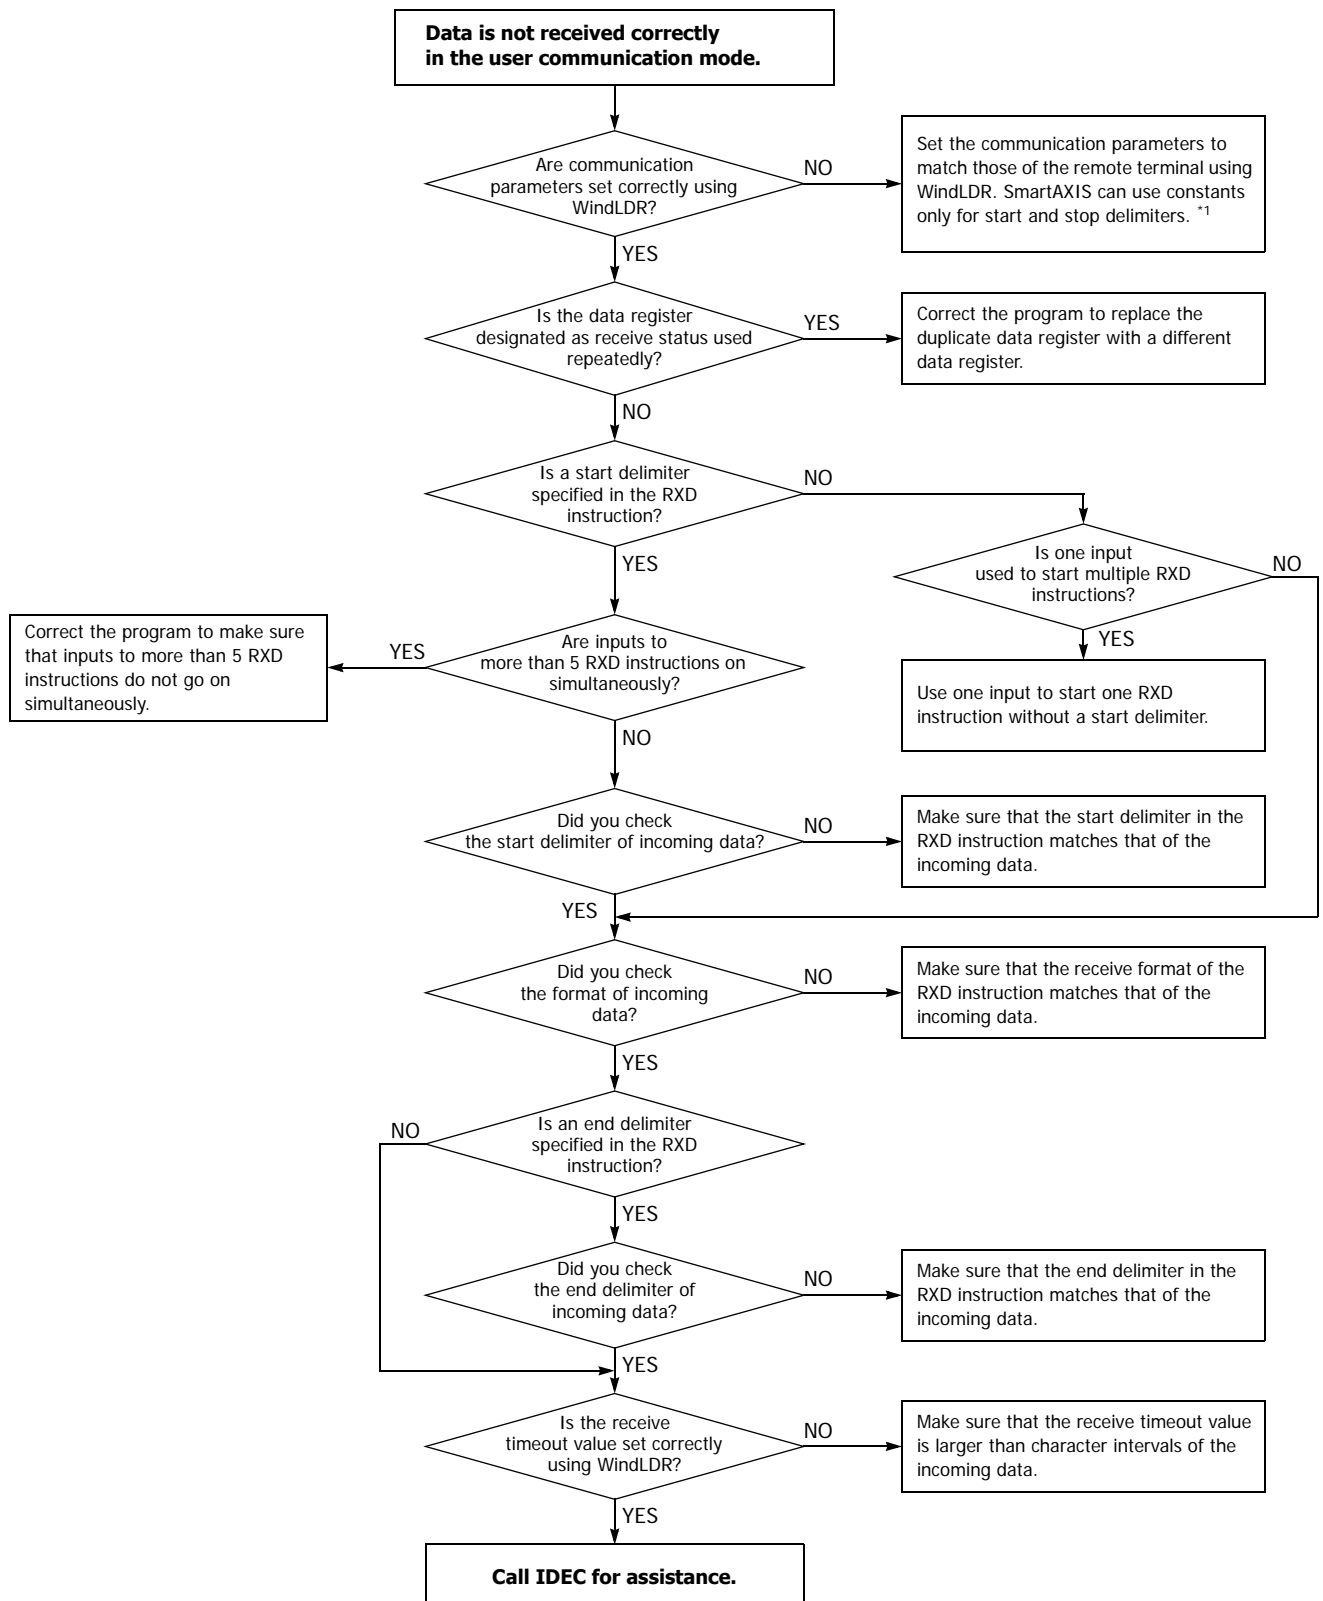 Data is not received correctly
in the user communication mode.
Are communication
parameters set correctly using
WindLDR?
NO
Set the communication parameters to
match those of the remote terminal using
WindLDR. SmartAXIS can use constants
only for start and stop delimiters. *1
YES
Is the data register
designated as receive status used
repeatedly?
YES
Correct the program to replace the
duplicate data register with a different
data register.
NO
Is a start delimiter
specified in the RXD
instruction?
NO
Is one input
used to start multiple RXD
instructions?
NO
YES
YES
Use one input to start one RXD
instruction without a start delimiter.
Are inputs to
more than 5 RXD instructions on
simultaneously?
YES
Correct the program to make sure
that inputs to more than 5 RXD
instructions do not go on
simultaneously.
NO
Did you check
the start delimiter of incoming data?
NO
Make sure that the start delimiter in the
RXD instruction matches that of the
incoming data.
YES
Did you check
the format of incoming
data?
NO
Make sure that the receive format of the
RXD instruction matches that of the
incoming data.
YES
Is an end delimiter
specified in the RXD
instruction?
NO
YES
Did you check
the end delimiter of
incoming data?
NO
Make sure that the end delimiter in the
RXD instruction matches that of the
incoming data.
YES
Is the receive
timeout value set correctly
using WindLDR?
NO
Make sure that the receive timeout value
is larger than character intervals of the
incoming data.
YES
Call IDEC for assistance.